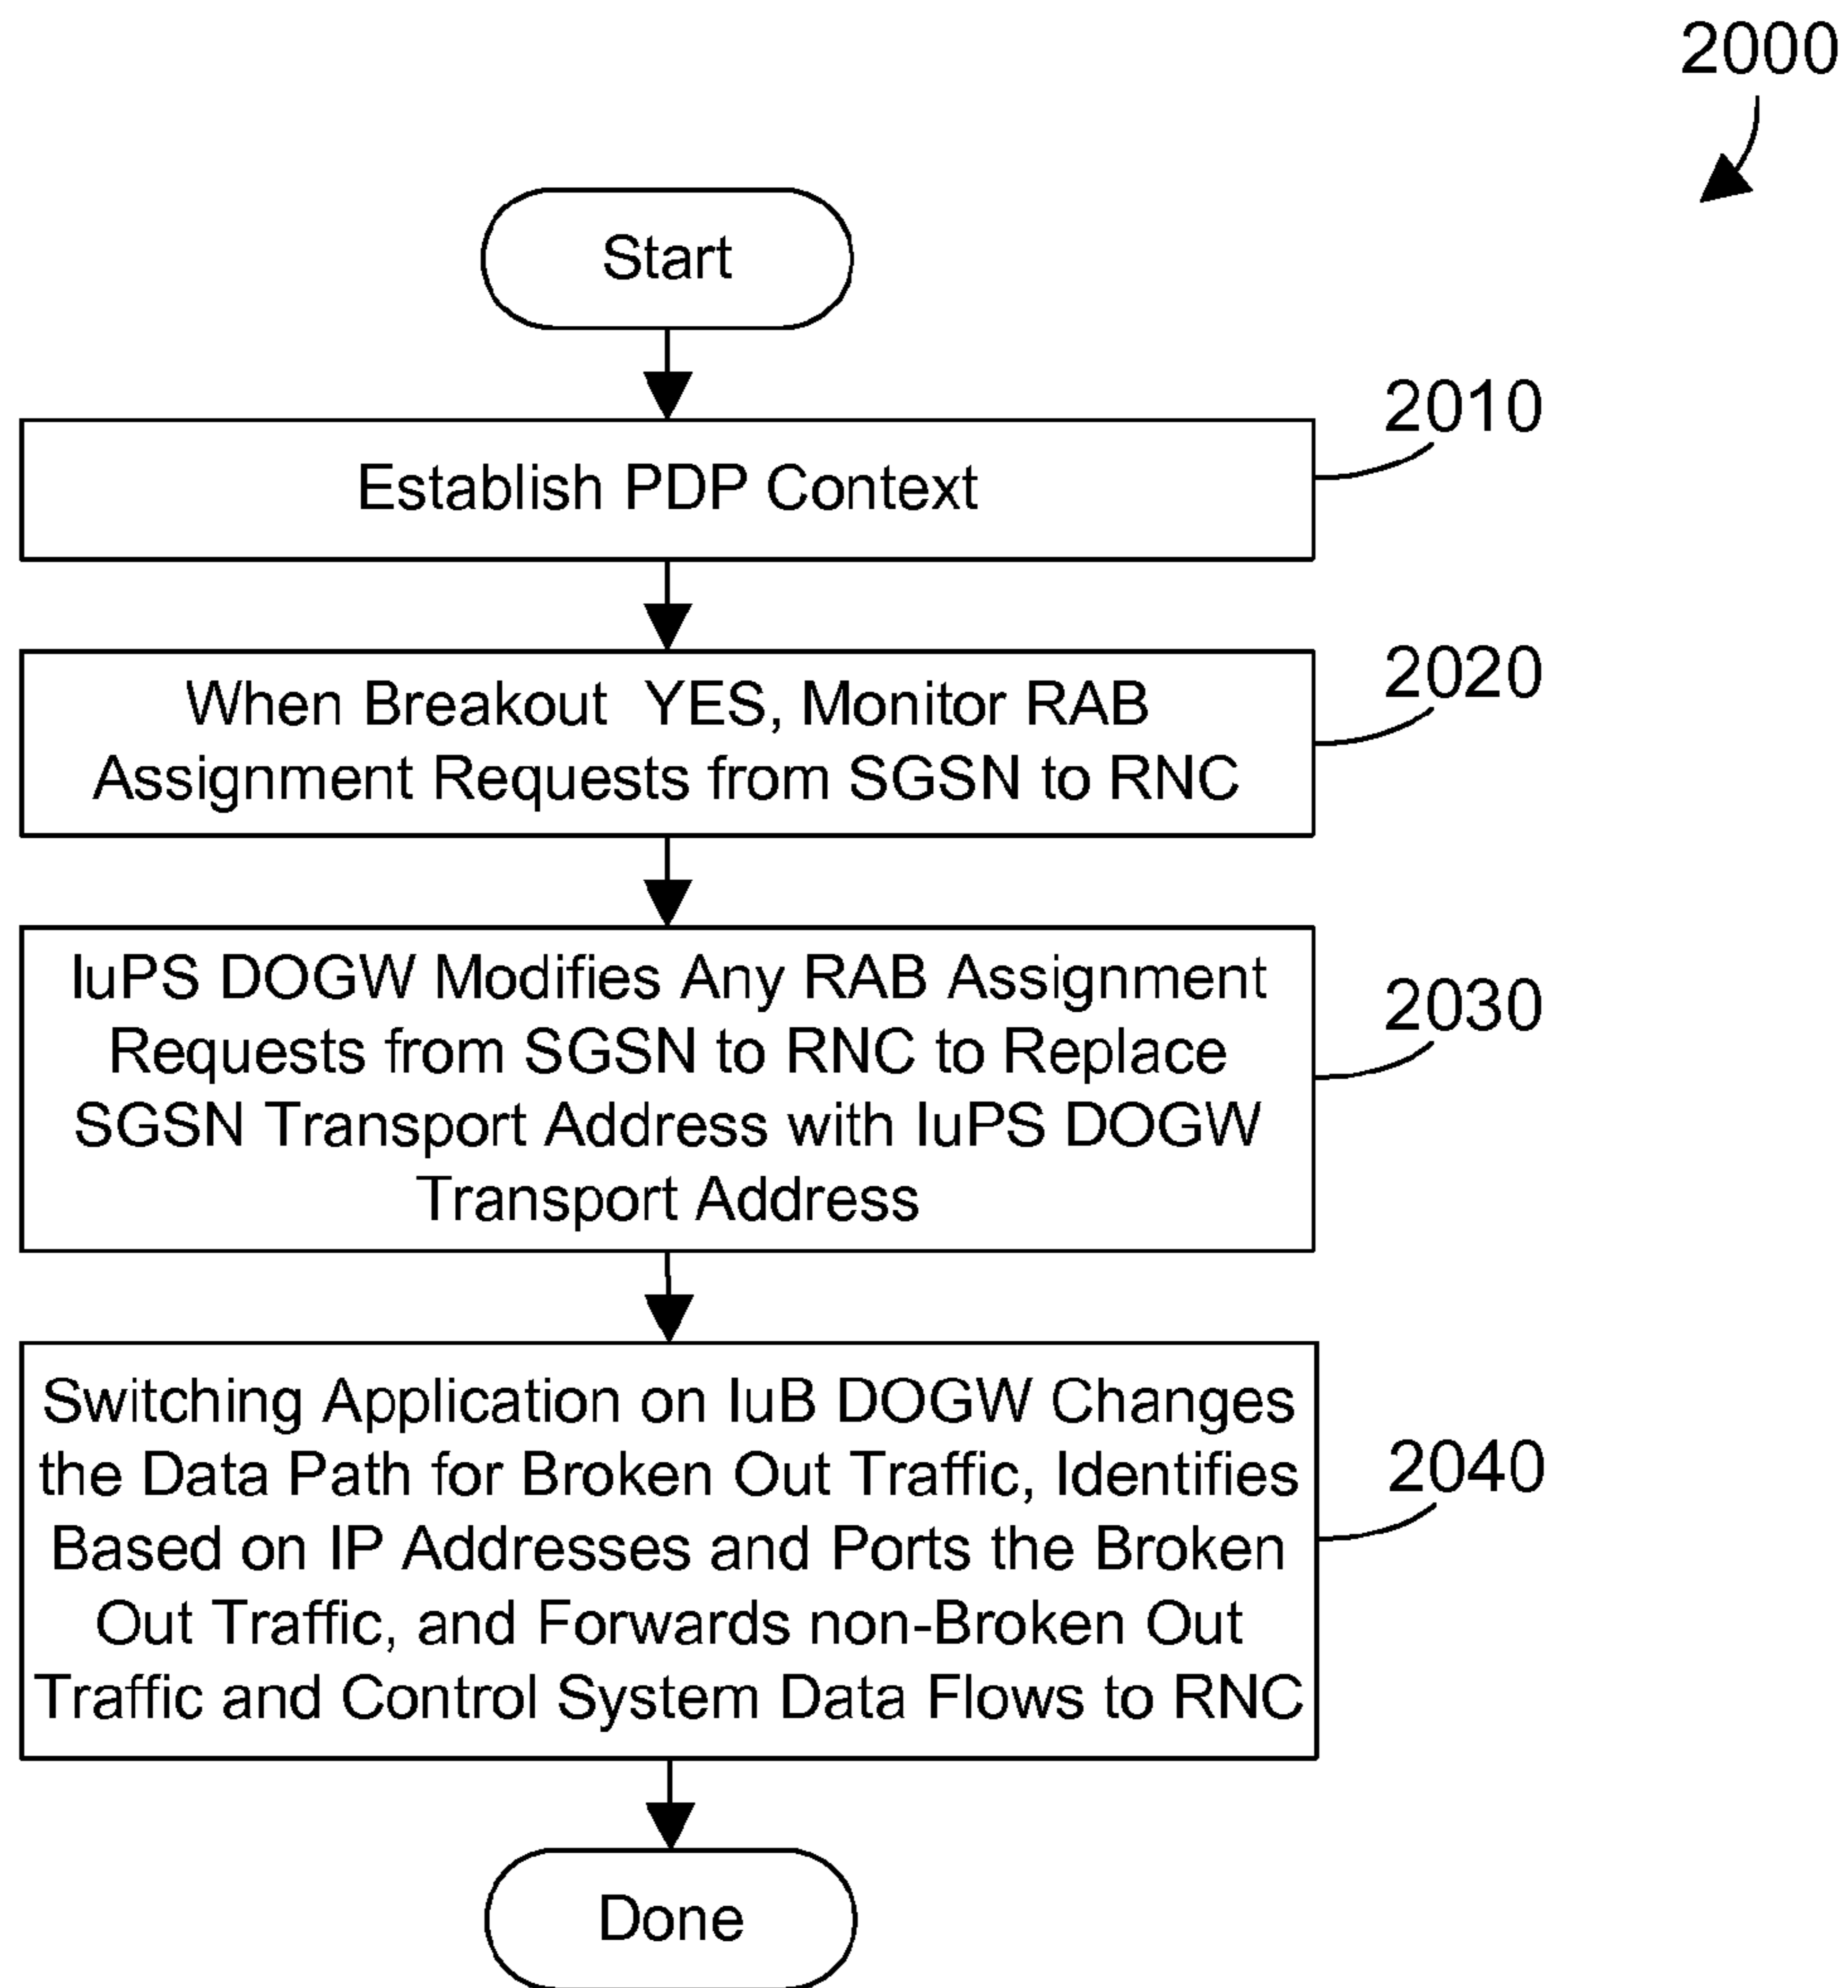 2000
Start
2010
Establish PDP Context
2020
When Breakout YES, Monitor RAB
Assignment Requests from SGSN to RNC
2030
IuPS DOGW Modifies Any RAB Assignment
Requests from SGSN to RNC to Replace
SGSN Transport Address with IuPS DOGW
Transport Address
2040
Switching Application on IuB DOGW Changes
the Data Path for Broken Out Traffic, Identifies
Based on IP Addresses and Ports the Broken
Out Traffic, and Forwards non-Broken Out
Traffic and Control System Data Flows to RNC
Done